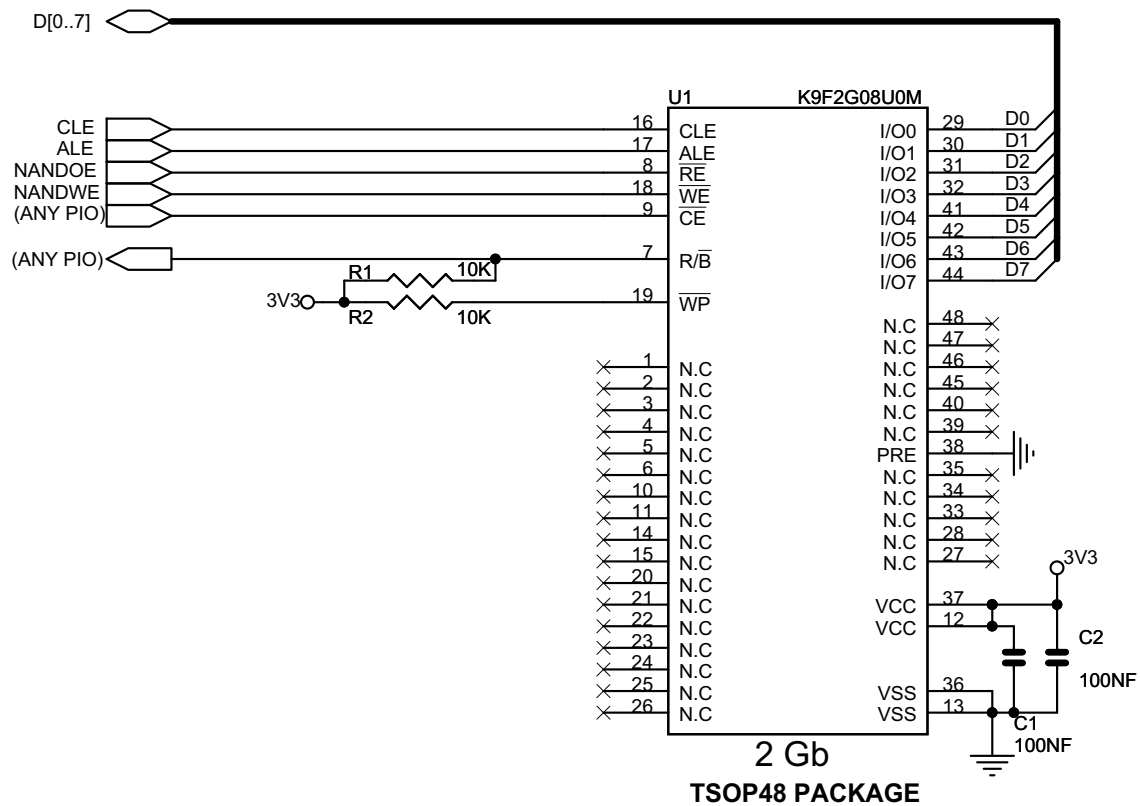 D[0..7]
U1 K9F2G08U0M
CLE 16 CLE I/O0 29 D0
ALE 17 ALE I/O1 30 D1
NANDOE 8 RE I/O2 31 D2
NANDWE 18 WE I/O3 32 D3
(ANY PIO) 9 CE I/O4 41 D4
I/O5 42 D5
(ANY PIO) 7 R/B I/O6 43 D6
R1 10K I/O7 44 D7
3V3 19 WP
R2 10K
N.C 48
N.C 47
1 N.C N.C 46
2 N.C N.C 45
3 N.C N.C 40
4 N.C N.C 39
5 N.C PRE 38
6 N.C N.C 35
10 N.C N.C 34
11 N.C N.C 33
14 N.C N.C 28
15 N.C N.C 27
20 N.C 3V3
21 N.C VCC 37
22 N.C VCC 12
23 N.C C2
24 N.C 100NF
25 N.C VSS 36
26 N.C VSS 13
C1
100NF
2 Gb
TSOP48 PACKAGE